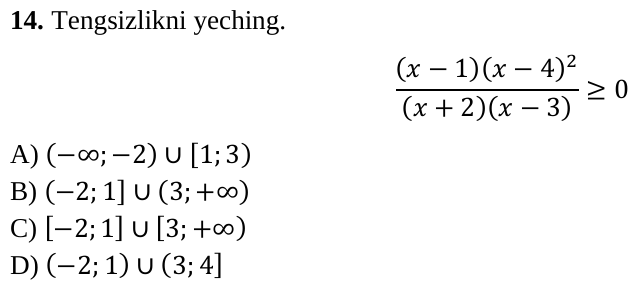 14. Tengsizlikni yeching.
(x − 1)(x − 4)²
(x + 2)(x − 3) ≥ 0
A) (−∞; −2) ∪ [1; 3)
B) (−2; 1] ∪ (3; +∞)
C) [−2; 1] ∪ [3; +∞)
D) (−2; 1) ∪ (3; 4]